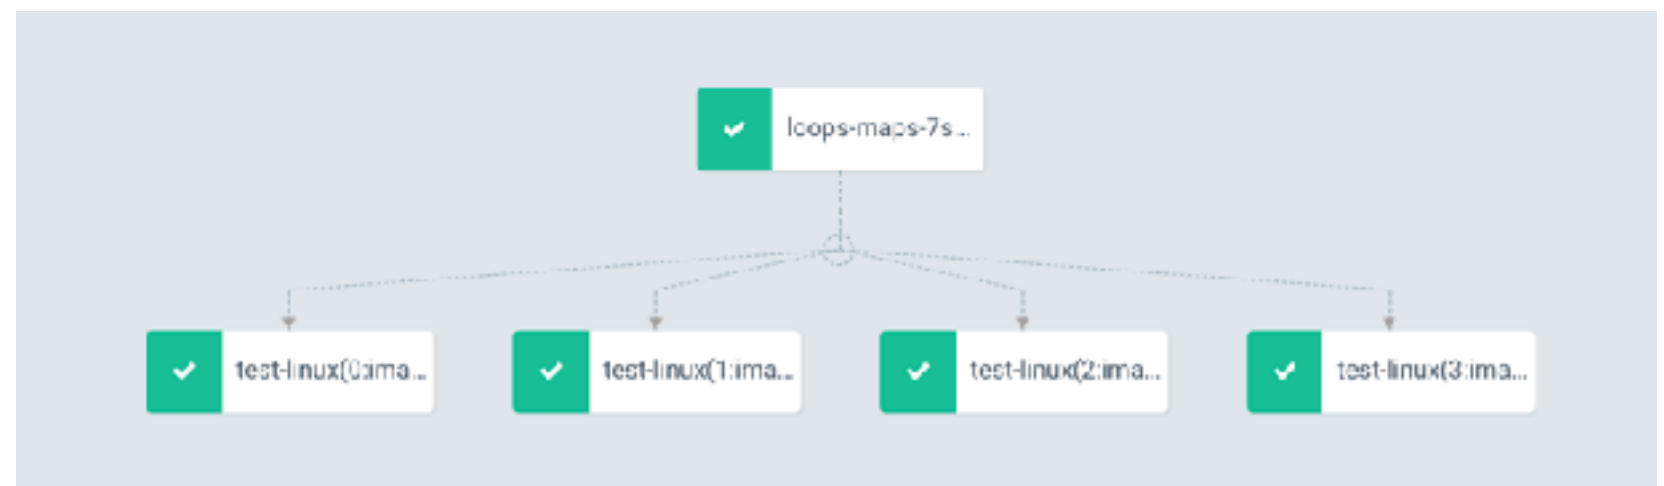 loops-maps-7s...
test-linux(0:ima...
test-linux(1:ima...
test-linux(2:ima...
test-linux(3:ima...